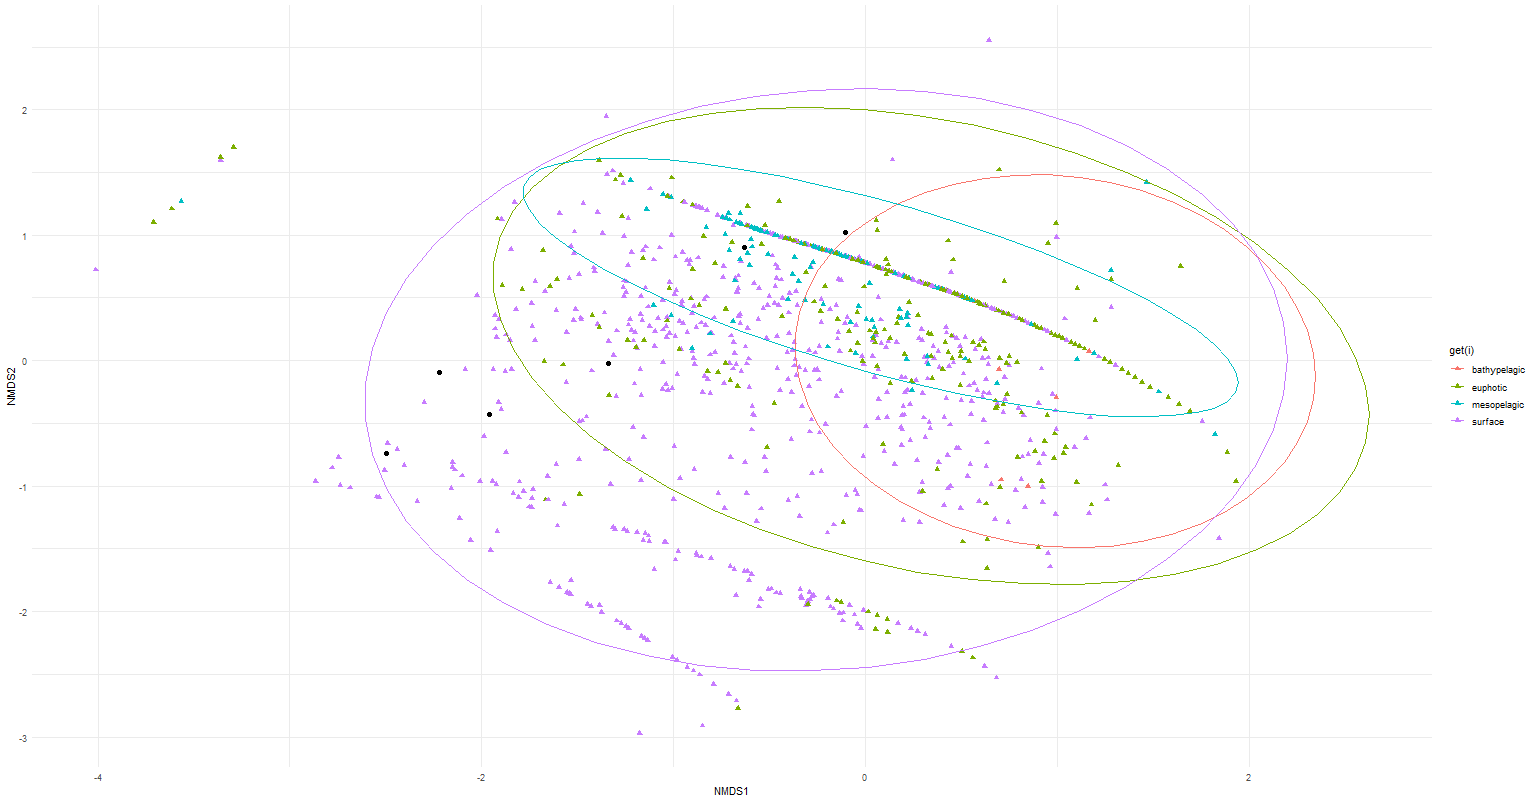 2
1
0
-1
-2
-3
NMDS2
-4
-2
0
2
NMDS1
get(i)
bathypelagic
euphotic
mesopelagic
surface